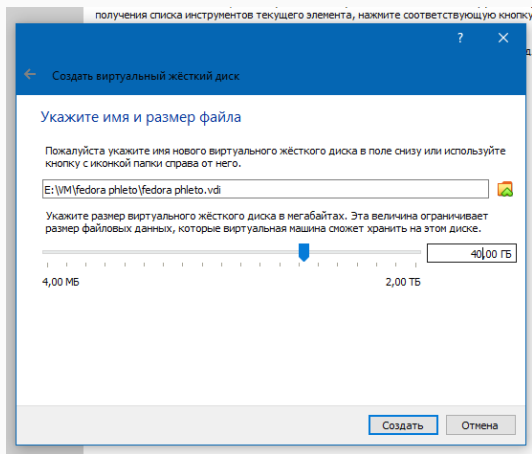 получения списка инструментов текущего элемента, нажмите соответствующую кнопку
?
Создать виртуальный жёсткий диск
Укажите имя и размер файла
Пожалуйста укажите имя нового виртуального жёсткого диска в поле снизу или используйте
кнопку с иконкой папки справа от него.
E:\VM\fedora phleto\fedora phleto.vdi
Укажите размер виртуального жёсткого диска в мегабайтах. Эта величина ограничивает
размер файловых данных, которые виртуальная машина сможет хранить на этом диске.
40,00 ГБ
4,00 МБ 2,00 ТБ
Создать Отмена